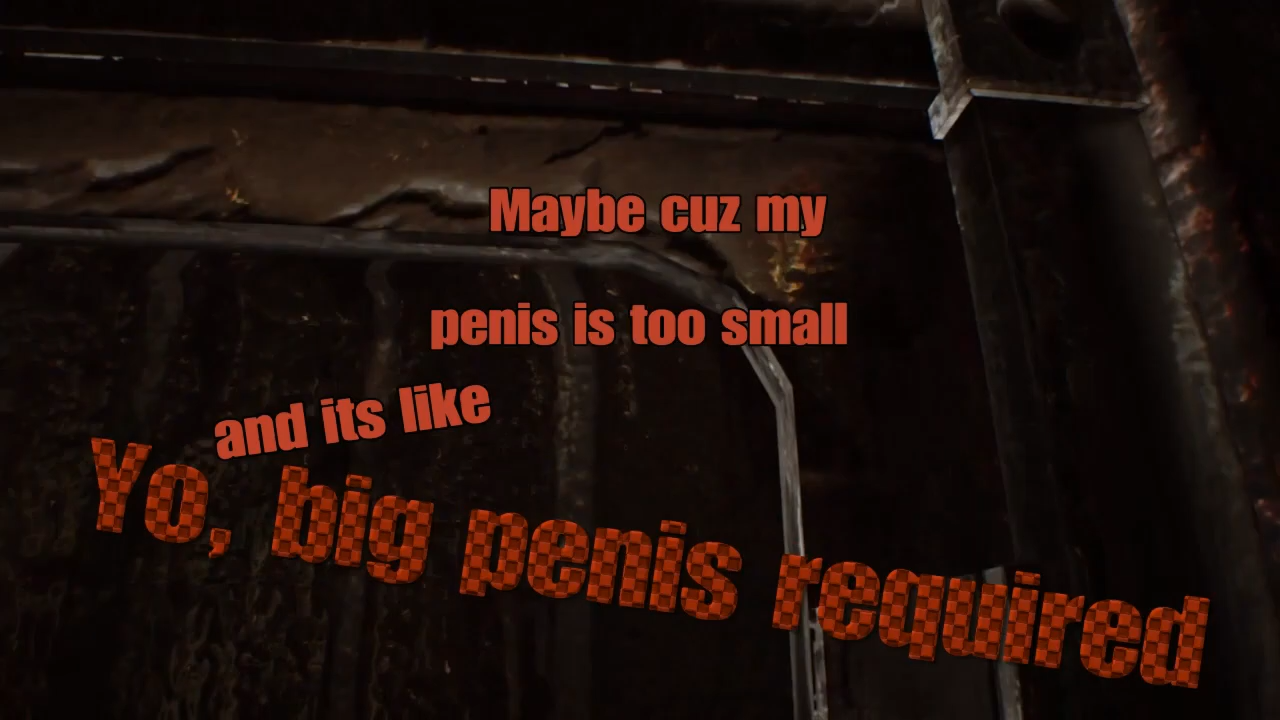 Maybe cuz my
penis is too small
and its like
Yo, big penis required